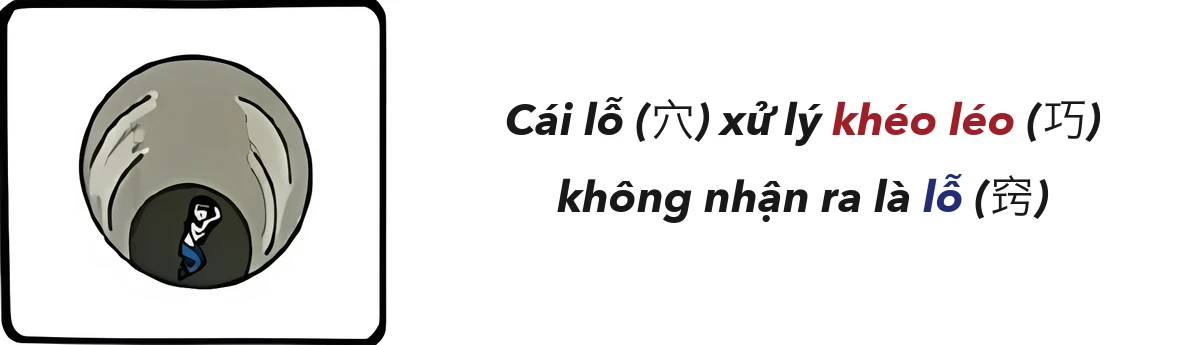 Cái lỗ (穴) xử lý khéo léo (巧)
không nhận ra là lỗ (窍)